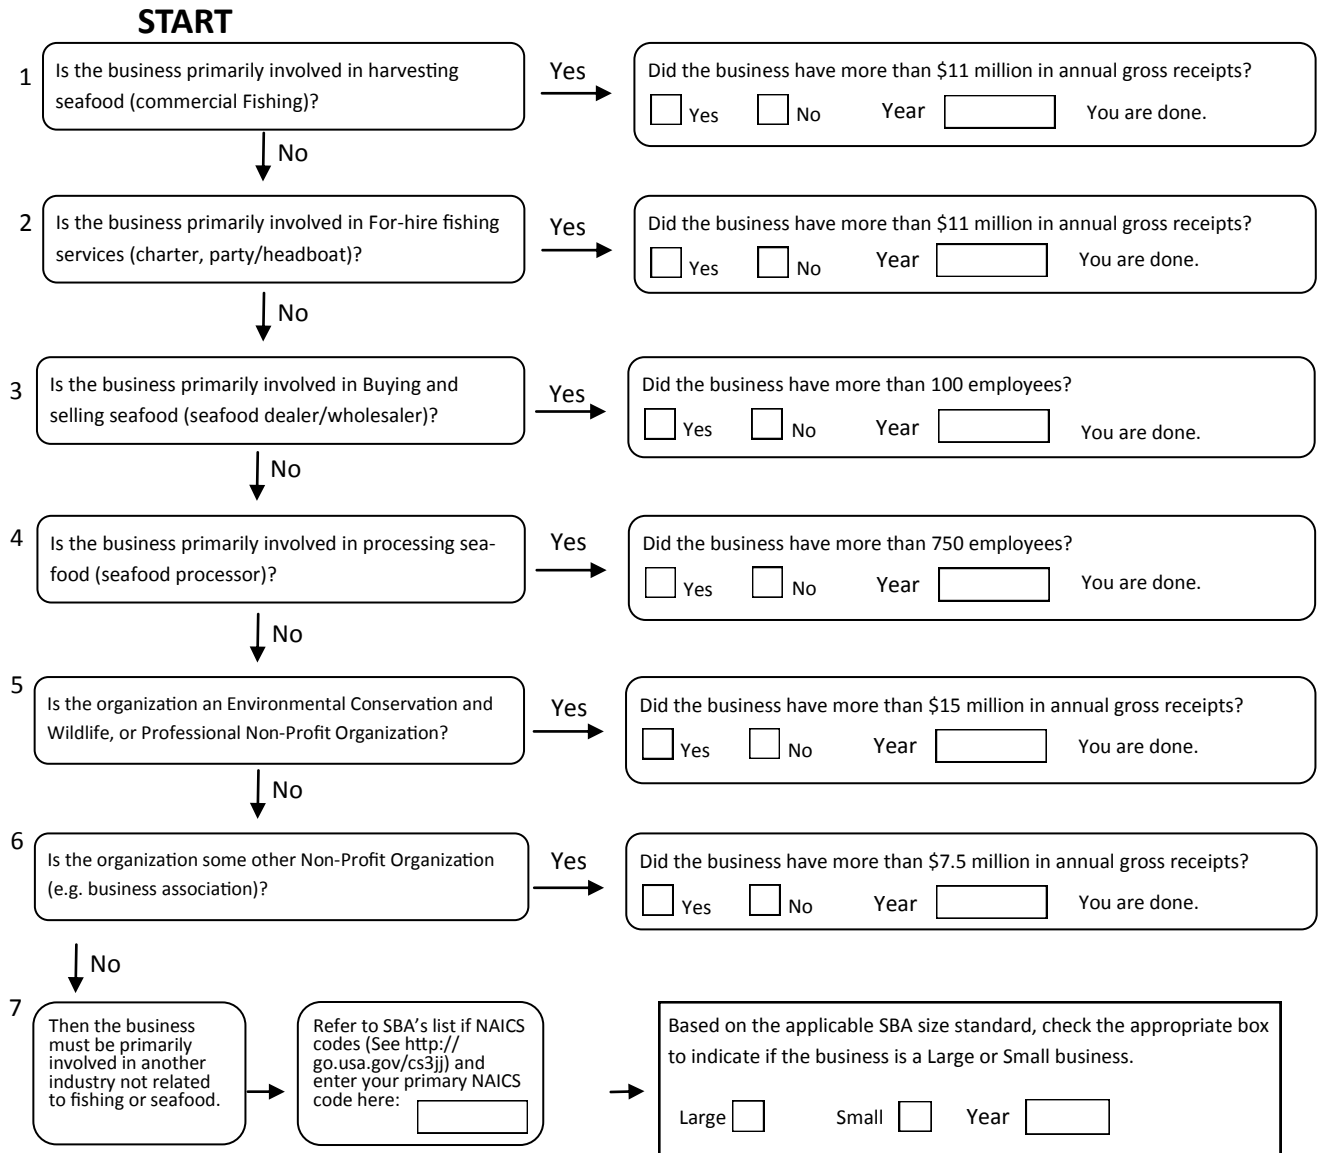 START
1
Is the business primarily involved in harvesting
seafood (commercial Fishing)?
Yes
Did the business have more than $11 million in annual gross receipts?
Yes No Year You are done.
No
2
Is the business primarily involved in For-hire fishing
services (charter, party/headboat)?
Yes
Did the business have more than $11 million in annual gross receipts?
Yes No Year You are done.
No
3
Is the business primarily involved in Buying and
selling seafood (seafood dealer/wholesaler)?
Yes
Did the business have more than 100 employees?
Yes No Year You are done.
No
4
Is the business primarily involved in processing sea-
food (seafood processor)?
Yes
Did the business have more than 750 employees?
Yes No Year You are done.
No
5
Is the organization an Environmental Conservation and
Wildlife, or Professional Non-Profit Organization?
Yes
Did the business have more than $15 million in annual gross receipts?
Yes No Year You are done.
No
6
Is the organization some other Non-Profit Organization
(e.g. business association)?
Yes
Did the business have more than $7.5 million in annual gross receipts?
Yes No Year You are done.
No
7
Then the business
must be primarily
involved in another
industry not related
to fishing or seafood.
Refer to SBA's list if NAICS
codes (See http://
go.usa.gov/cs3jj) and
enter your primary NAICS
code here:
Based on the applicable SBA size standard, check the appropriate box
to indicate if the business is a Large or Small business.
Large Small Year